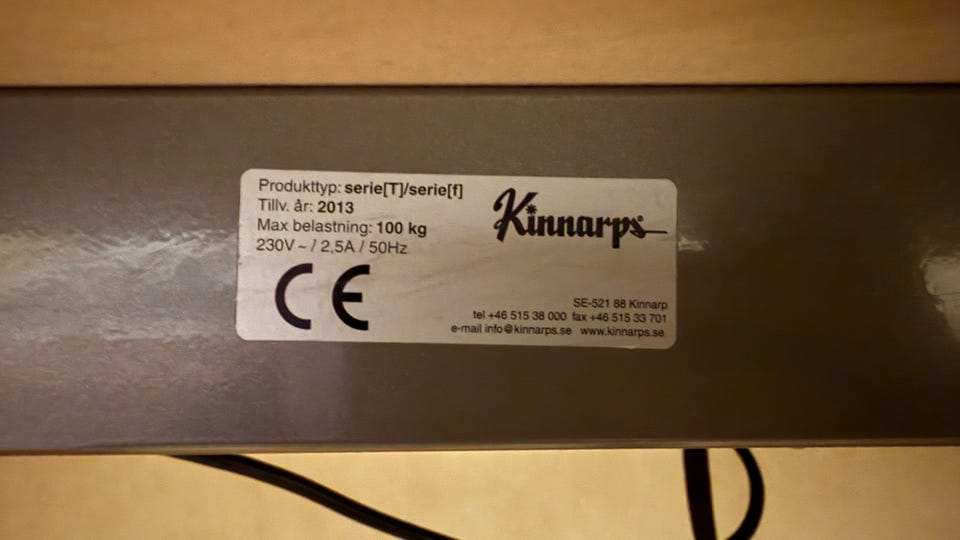 Produkttyp: serie[T]/serie[f]
Tillv. år: 2013
Max belastning: 100 kg
230V ~ / 2,5A / 50Hz
CE
Kinnarps
SE-521 88 Kinnarp
tel +46 515 38 000 fax +46 515 33 701
e-mail info@kinnarps.se www.kinnarps.se